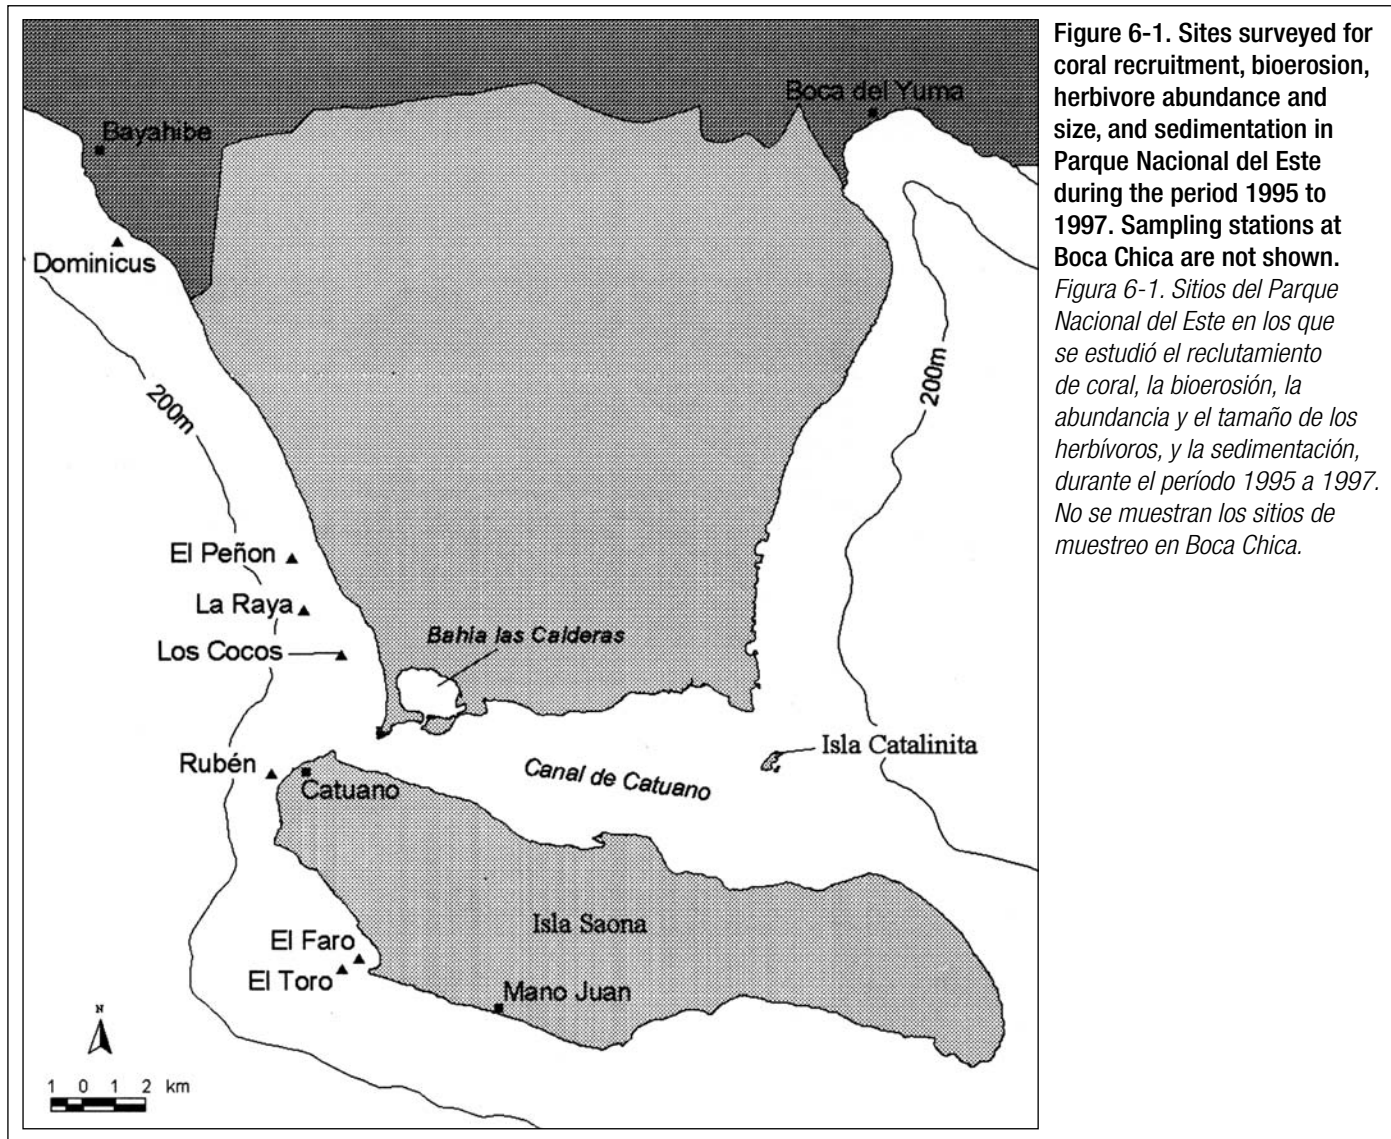 Bayahibe
Boca del Yuma
Dominicus
200m
200m
El Peñon
La Raya
Los Cocos
Bahia las Calderas
Rubén
Catuano
Canal de Catuano
Isla Catalinita
Isla Saona
El Faro
El Toro
Mano Juan
N
1 0 1 2 km
Figure 6-1. Sites surveyed for
coral recruitment, bioerosion,
herbivore abundance and
size, and sedimentation in
Parque Nacional del Este
during the period 1995 to
1997. Sampling stations at
Boca Chica are not shown.
Figura 6-1. Sitios del Parque
Nacional del Este en los que
se estudió el reclutamiento
de coral, la bioerosión, la
abundancia y el tamaño de los
herbívoros, y la sedimentación,
durante el período 1995 a 1997.
No se muestran los sitios de
muestreo en Boca Chica.